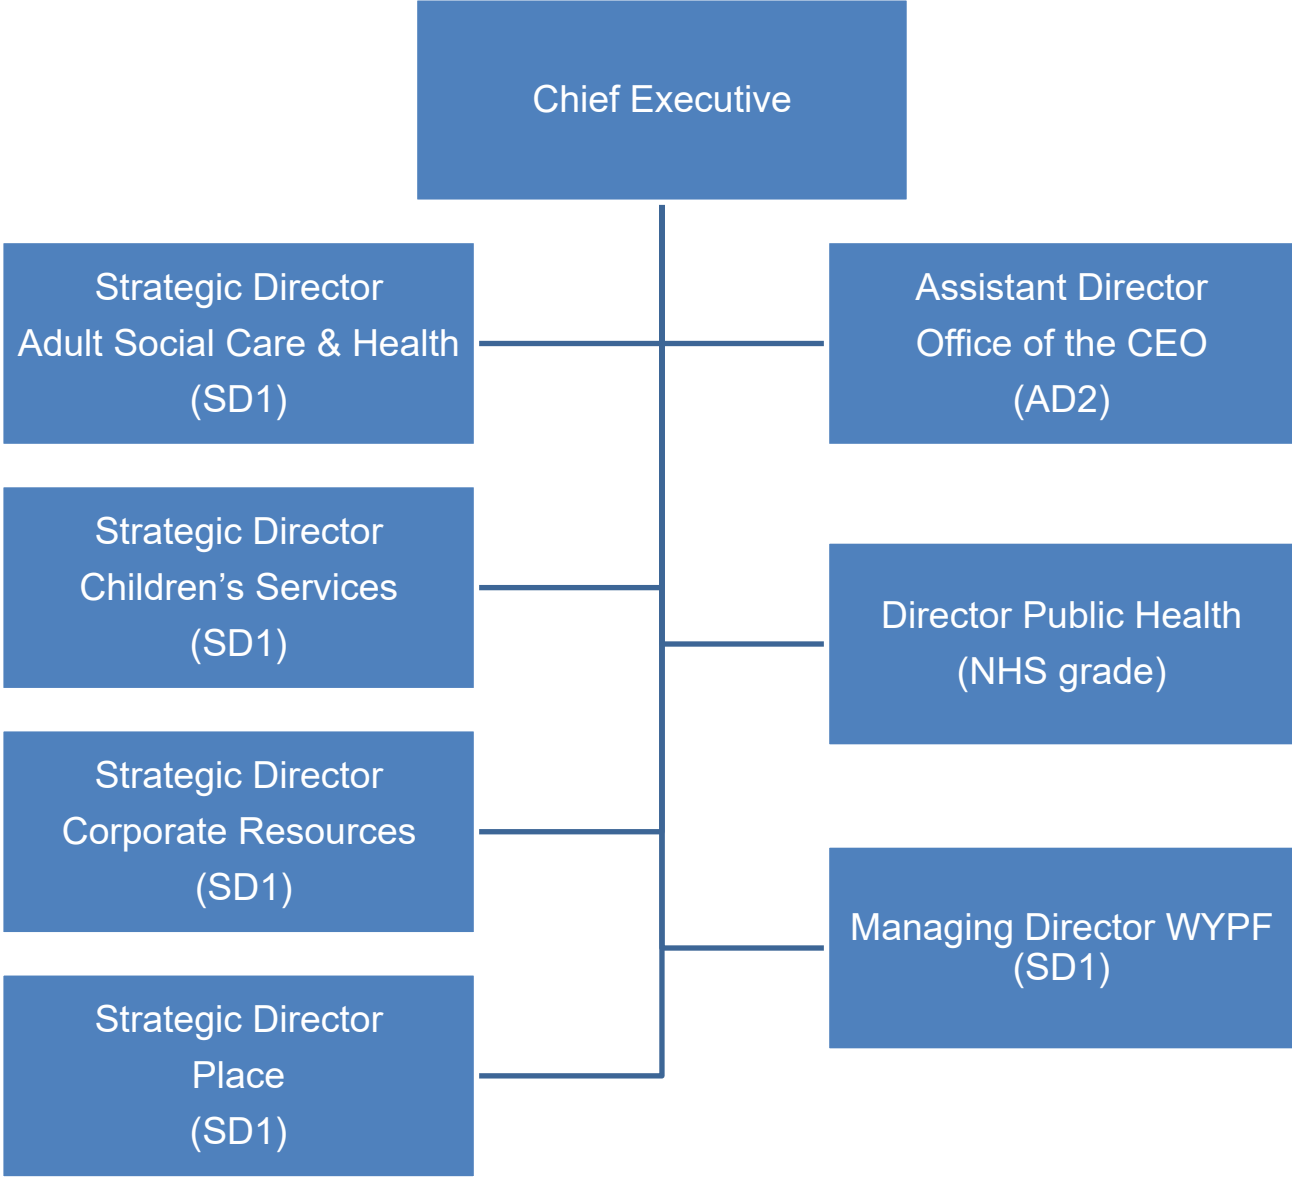 Chief Executive
Strategic Director
Adult Social Care & Health
(SD1)
Assistant Director
Office of the CEO
(AD2)
Strategic Director
Children’s Services
(SD1)
Director Public Health
(NHS grade)
Strategic Director
Corporate Resources
(SD1)
Managing Director WYPF
(SD1)
Strategic Director
Place
(SD1)